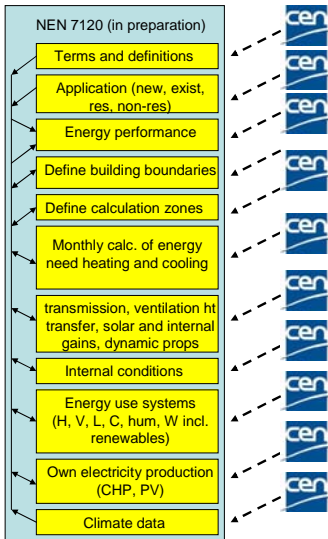 NEN 7120 (in preparation)
cen
Terms and definitions
cen
Application (new, exist,
res, non-res)
cen
Energy performance
cen
Define building boundaries
Define calculation zones
cen
Monthly calc. of energy
need heating and cooling
cen
transmission, ventilation ht
transfer, solar and internal
gains, dynamic props
cen
Internal conditions
cen
Energy use systems
(H, V, L, C, hum, W incl.
renewables)
cen
Own electricity production
(CHP, PV)
cen
Climate data